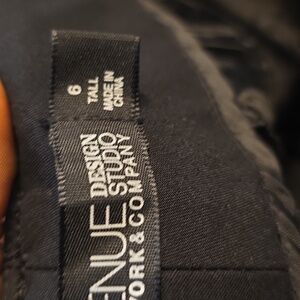 6
TALL
MADE IN
CHINA
DESIGN
STUDIO
ENUE
YORK & COMPANY